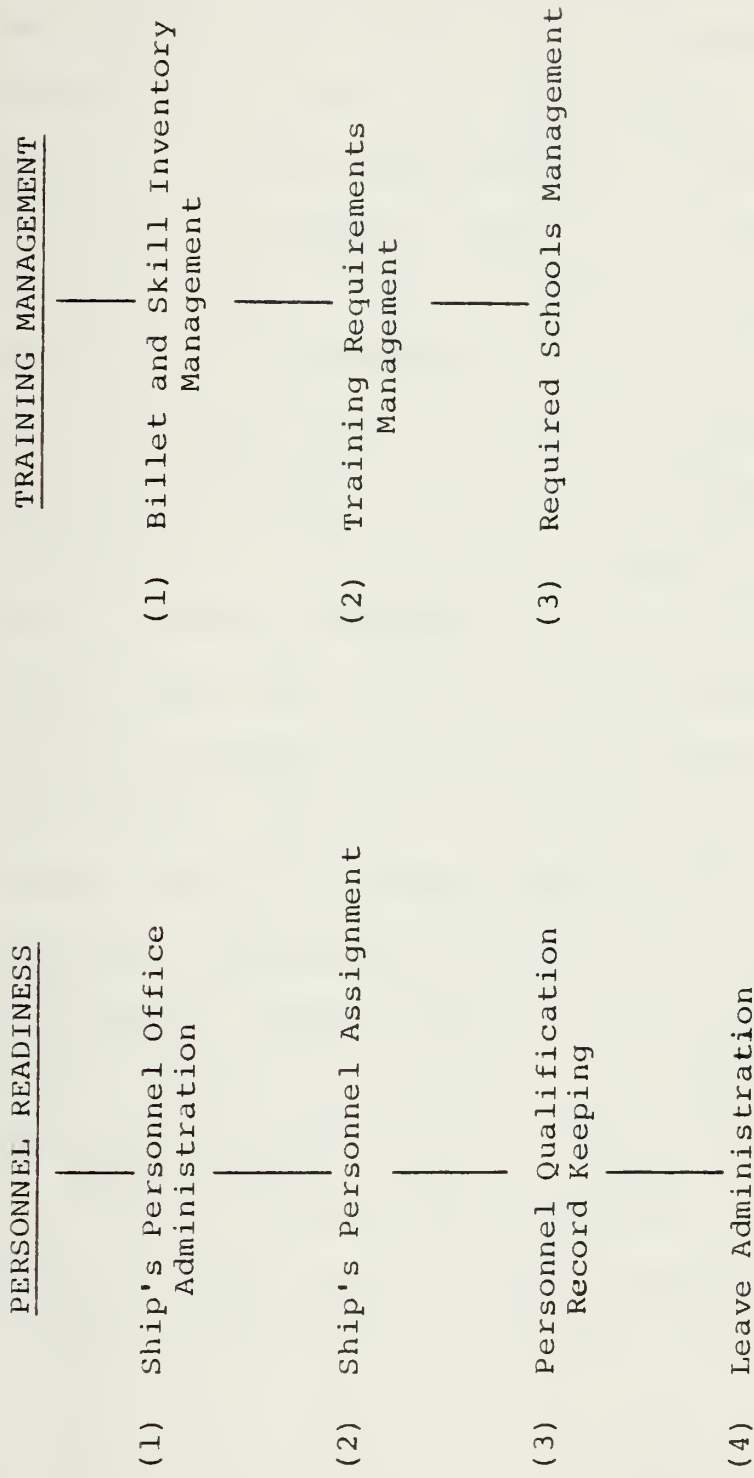 PERSONNEL READINESS
(1) Ship's Personnel Office
Administration
(2) Ship's Personnel Assignment
(3) Personnel Qualification
Record Keeping
(4) Leave Administration
TRAINING MANAGEMENT
(1) Billet and Skill Inventory
Management
(2) Training Requirements
Management
(3) Required Schools Management